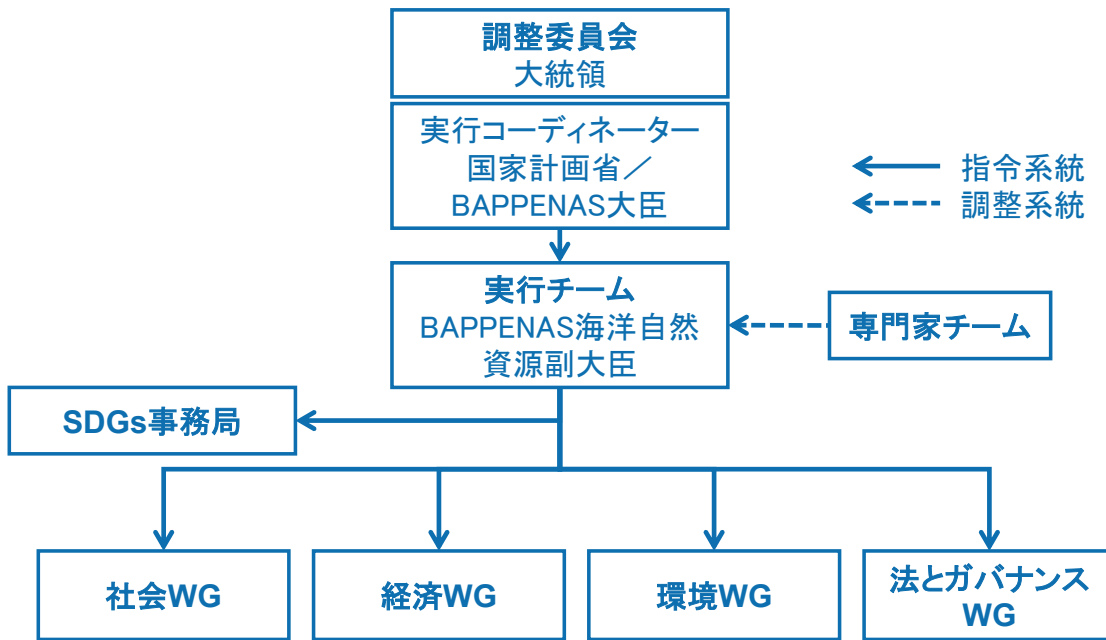 調整委員会
大統領
実行コーディネーター
国家計画省／
BAPPENAS大臣
指令系統
調整系統
実行チーム
BAPPENAS海洋自然
資源副大臣
専門家チーム
SDGs事務局
社会WG
経済WG
環境WG
法とガバナンス
WG